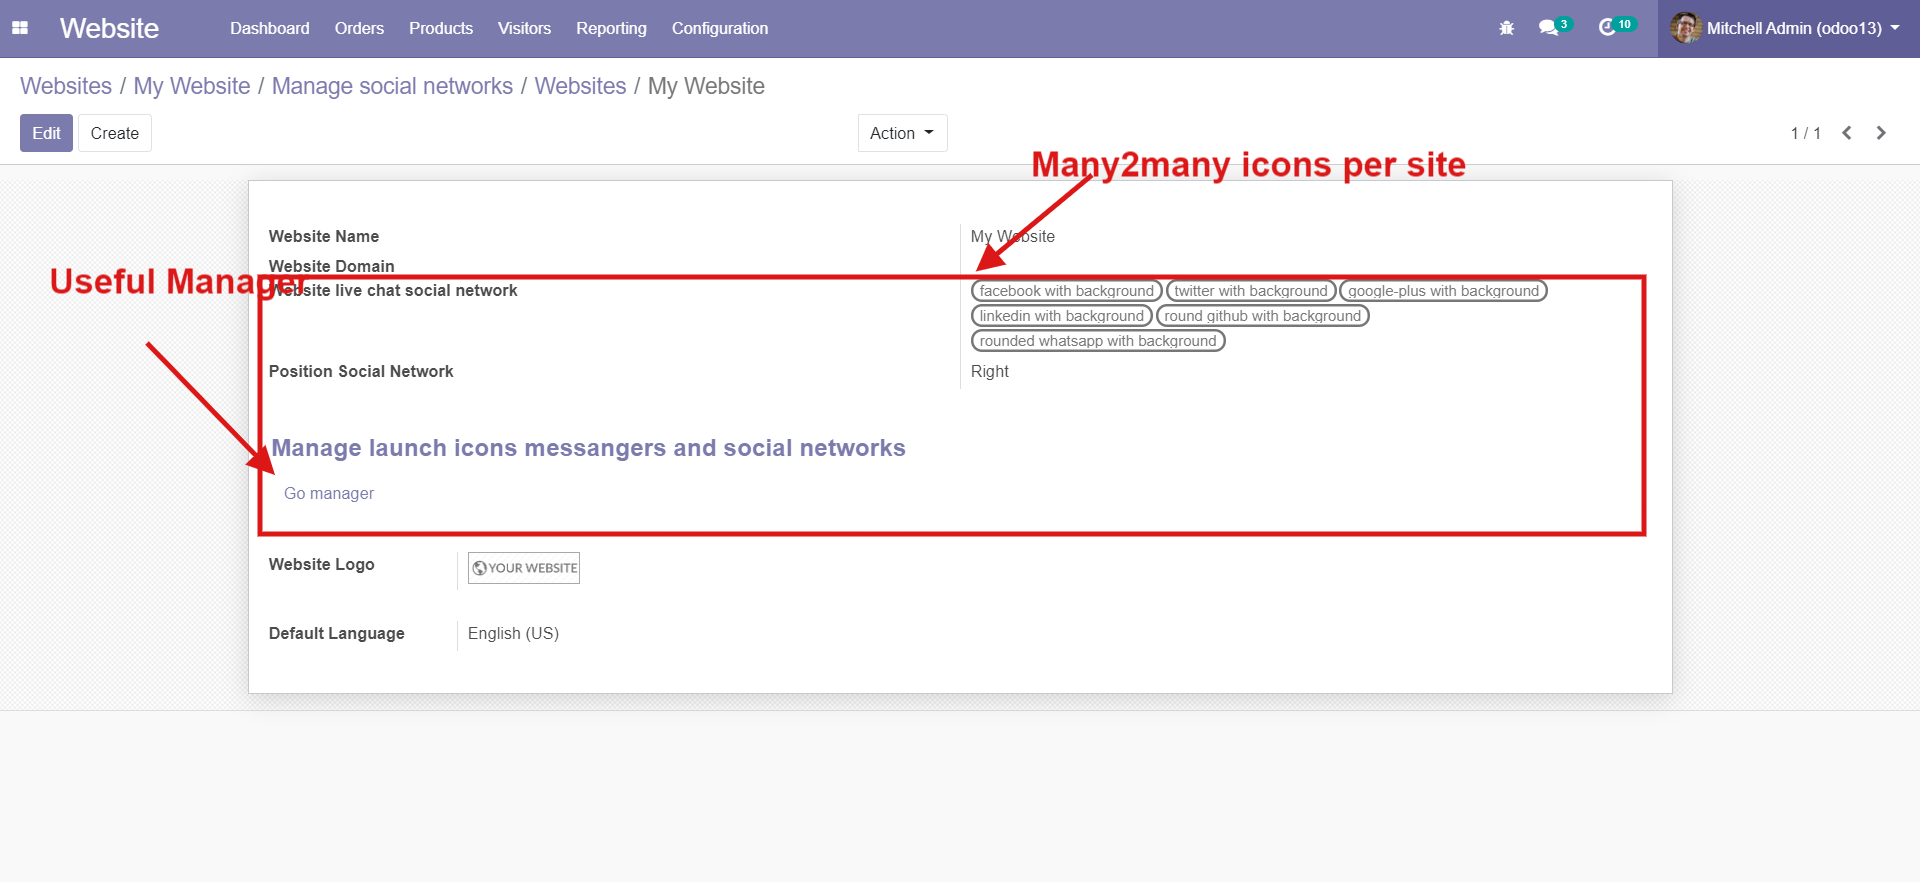 Website Dashboard Orders Products Visitors Reporting Configuration 3 10 Mitchell Admin (odoo13)
Websites / My Website / Manage social networks / Websites / My Website
Edit Create Action 1 / 1
Many2many icons per site
Website Name My Website
Website Domain
Useful Manager
Website live chat social network facebook with background twitter with background google-plus with background
linkedin with background round github with background
rounded whatsapp with background
Position Social Network Right
Manage launch icons messangers and social networks
Go manager
Website Logo YOUR WEBSITE
Default Language English (US)